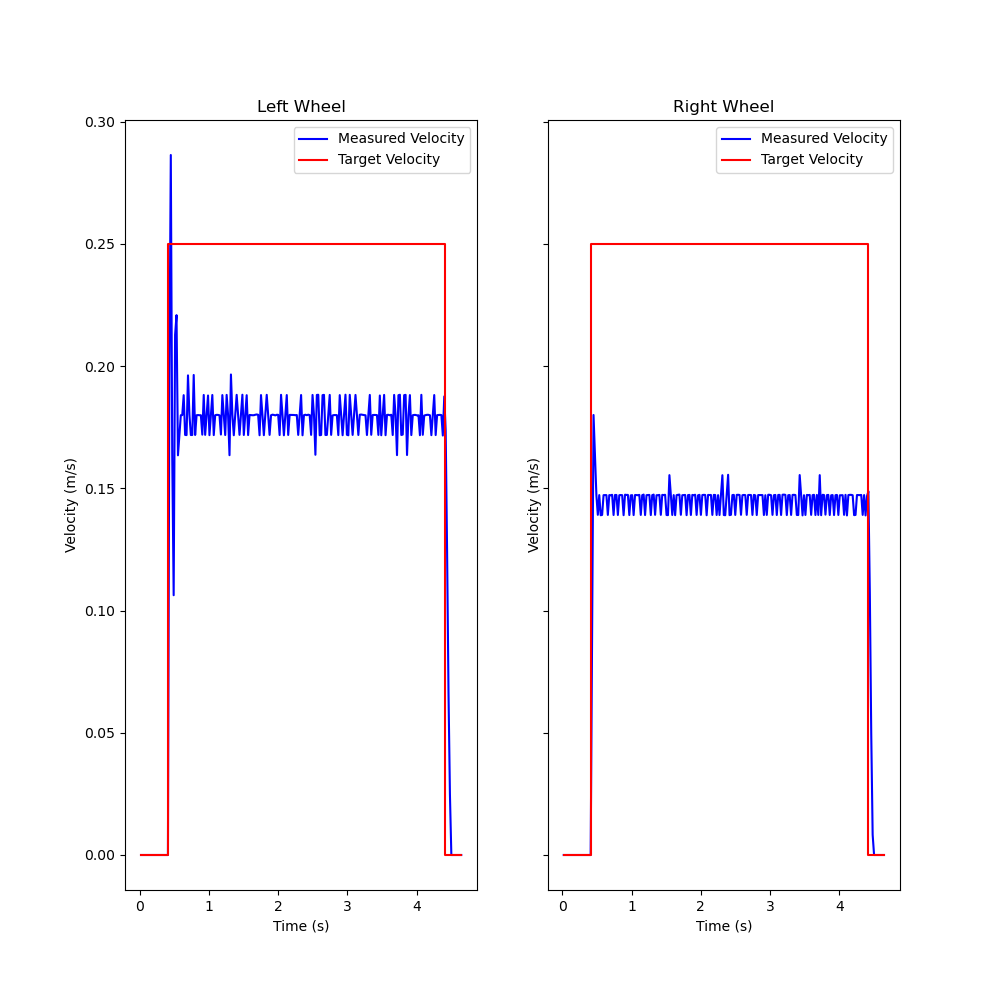 Left Wheel
Right Wheel
Measured Velocity
Target Velocity
Measured Velocity
Target Velocity
0.30
0.25
0.20
0.15
0.10
0.05
0.00
Velocity (m/s)
Velocity (m/s)
0 1 2 3 4
0 1 2 3 4
Time (s)
Time (s)